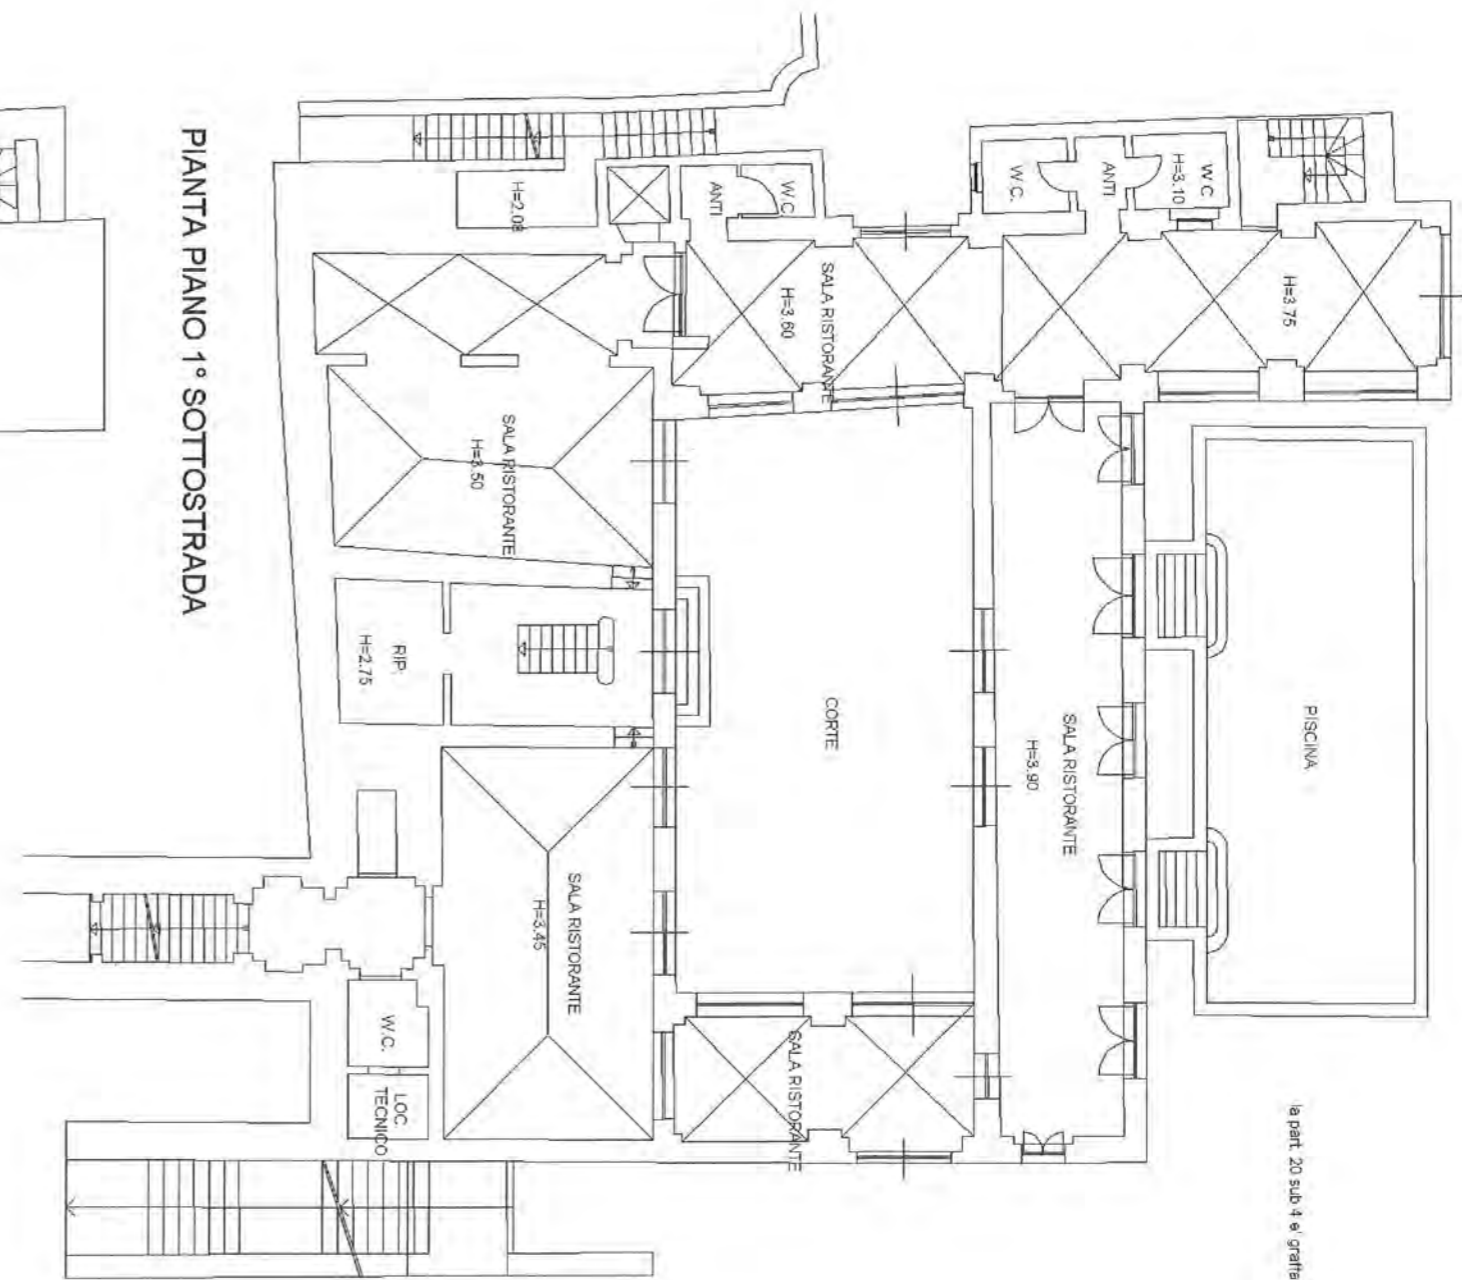 PIANTA PIANO 1° SOTTOSTRADA
la part. 20 sub 4 e' graffa
W.C.
ANTI
W.C
H=3.10
H=3.75
H=2.08
ANTI
W.C.
SALA RISTORANTE
H=3.60
SALA RISTORANTE
H=3.50
RIP.
H=2.75
CORTE
SALA RISTORANTE
H=3.90
PISCINA
SALA RISTORANTE
H=3.45
SALA RISTORANTE
W.C.
LOC.
TECNICO